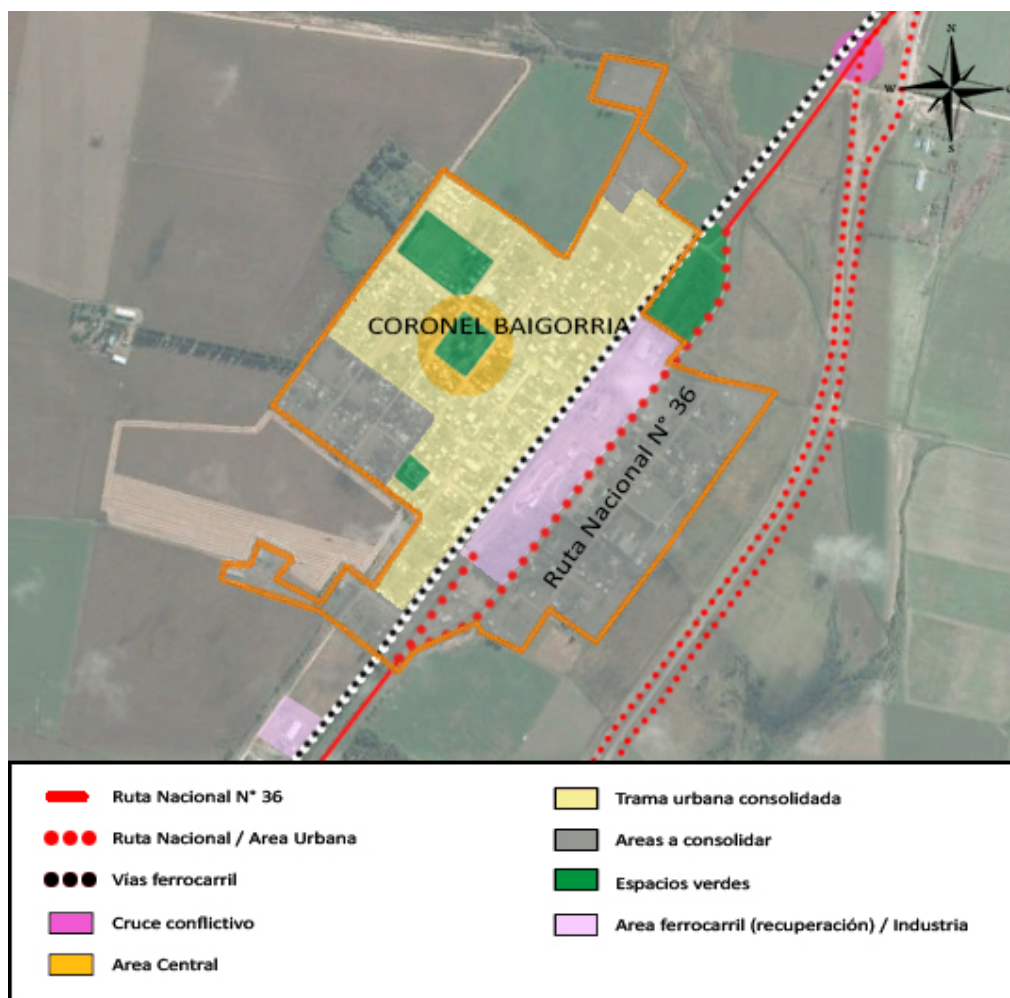 N
W
S
CORONEL BAIGORRIA
Ruta Nacional N° 36
Ruta Nacional N° 36
Ruta Nacional / Area Urbana
Vías ferrocarril
Cruce conflictivo
Area Central
Trama urbana consolidada
Areas a consolidar
Espacios verdes
Area ferrocarril (recuperación) / Industria